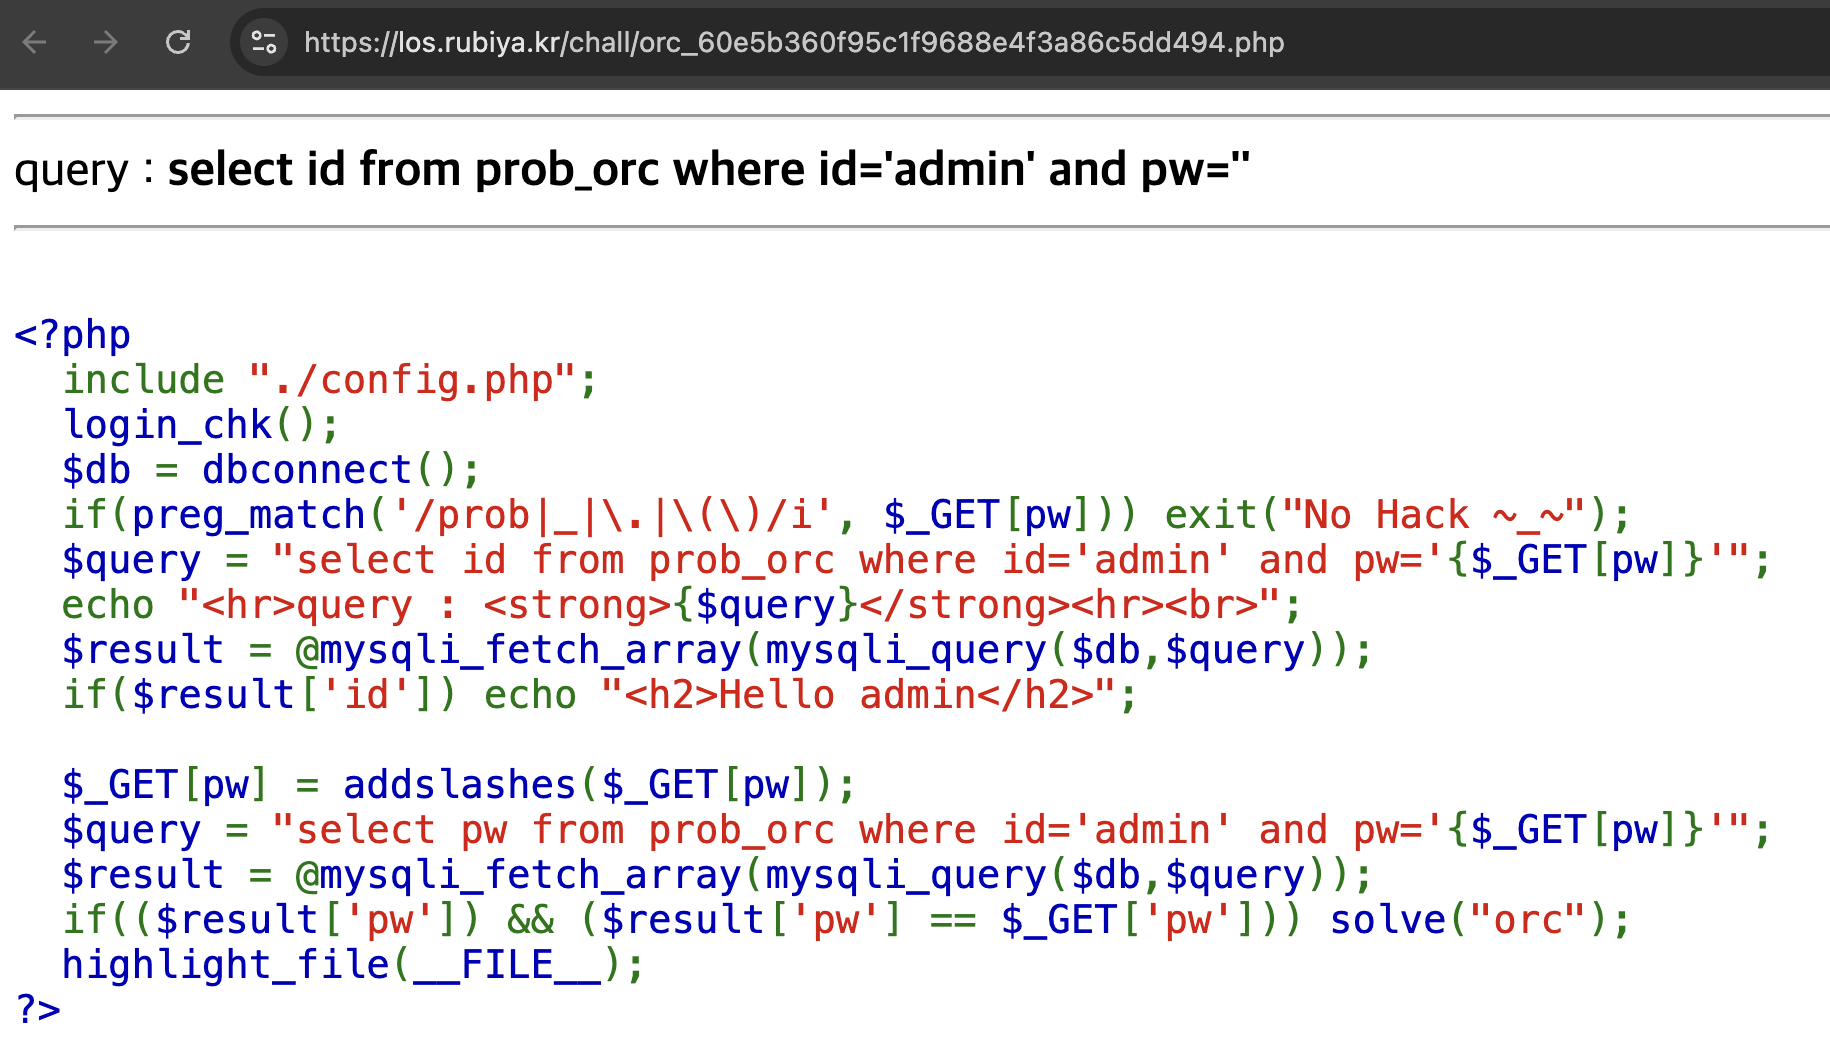 https://los.rubiya.kr/chall/orc_60e5b360f95c1f9688e4f3a86c5dd494.php
query : select id from prob_orc where id='admin' and pw=''
<?php
  include "./config.php";
  login_chk();
  $db = dbconnect();
  if(preg_match('/prob|_|\.|\(\)/i', $_GET[pw])) exit("No Hack ~_~");
  $query = "select id from prob_orc where id='admin' and pw='{$_GET[pw]}'";
  echo "<hr>query : <strong>{$query}</strong><hr><br>";
  $result = @mysqli_fetch_array(mysqli_query($db,$query));
  if($result['id']) echo "<h2>Hello admin</h2>";
  $_GET[pw] = addslashes($_GET[pw]);
  $query = "select pw from prob_orc where id='admin' and pw='{$_GET[pw]}'";
  $result = @mysqli_fetch_array(mysqli_query($db,$query));
  if(($result['pw']) && ($result['pw'] == $_GET['pw'])) solve("orc");
  highlight_file(__FILE__);
?>